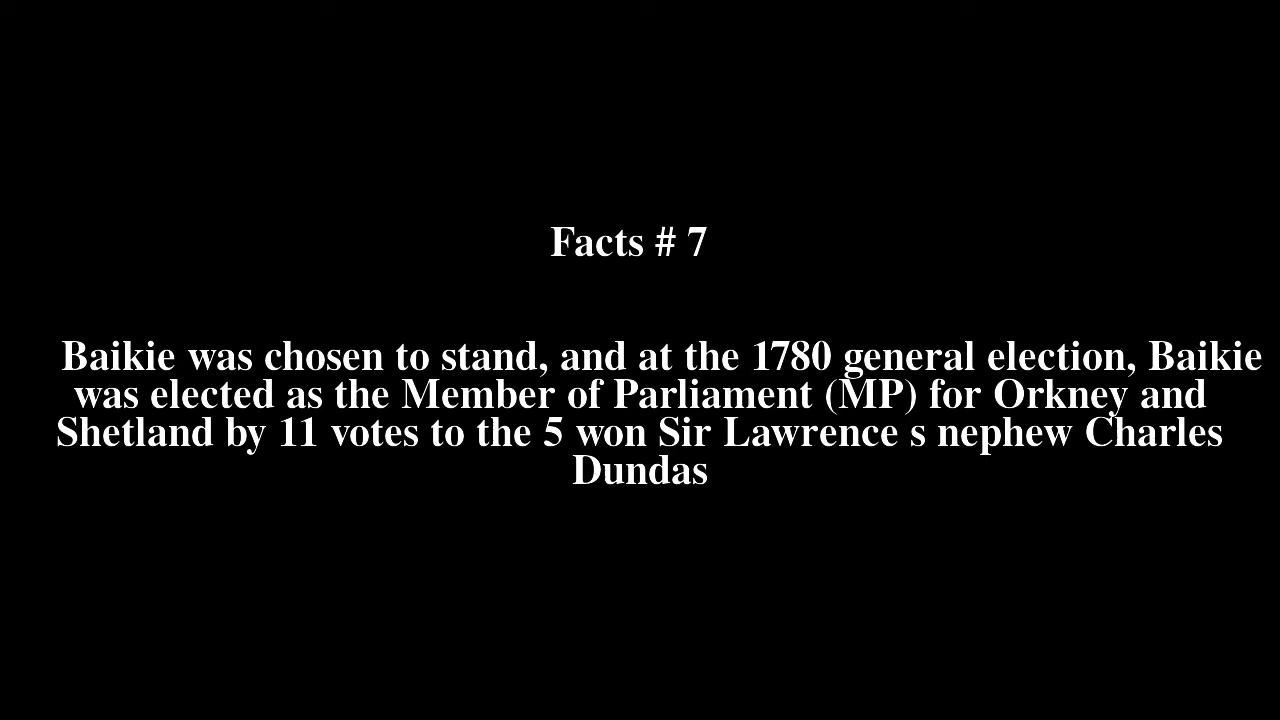 Facts # 7
Baikie was chosen to stand, and at the 1780 general election, Baikie
was elected as the Member of Parliament (MP) for Orkney and
Shetland by 11 votes to the 5 won Sir Lawrence s nephew Charles
Dundas